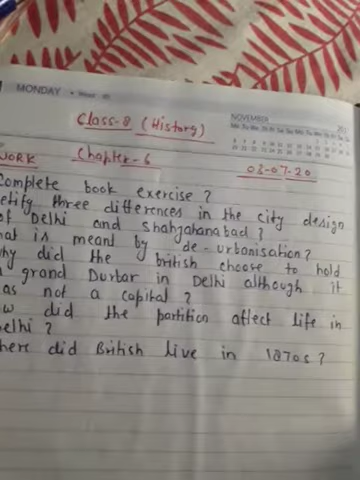 MONDAY
NOVEMBER
Class-8 (History)
WORK Chapter-6 03-07-20
Complete book exercise?
etify three differences in the city design
of Delhi and shahjahanabad?
hat is meant by de-urbanisation?
hy did the british choose to hold
grand Durbar in Delhi although it
as not a capital?
ow did the partition affect life in
elhi?
here did British live in 1870s?